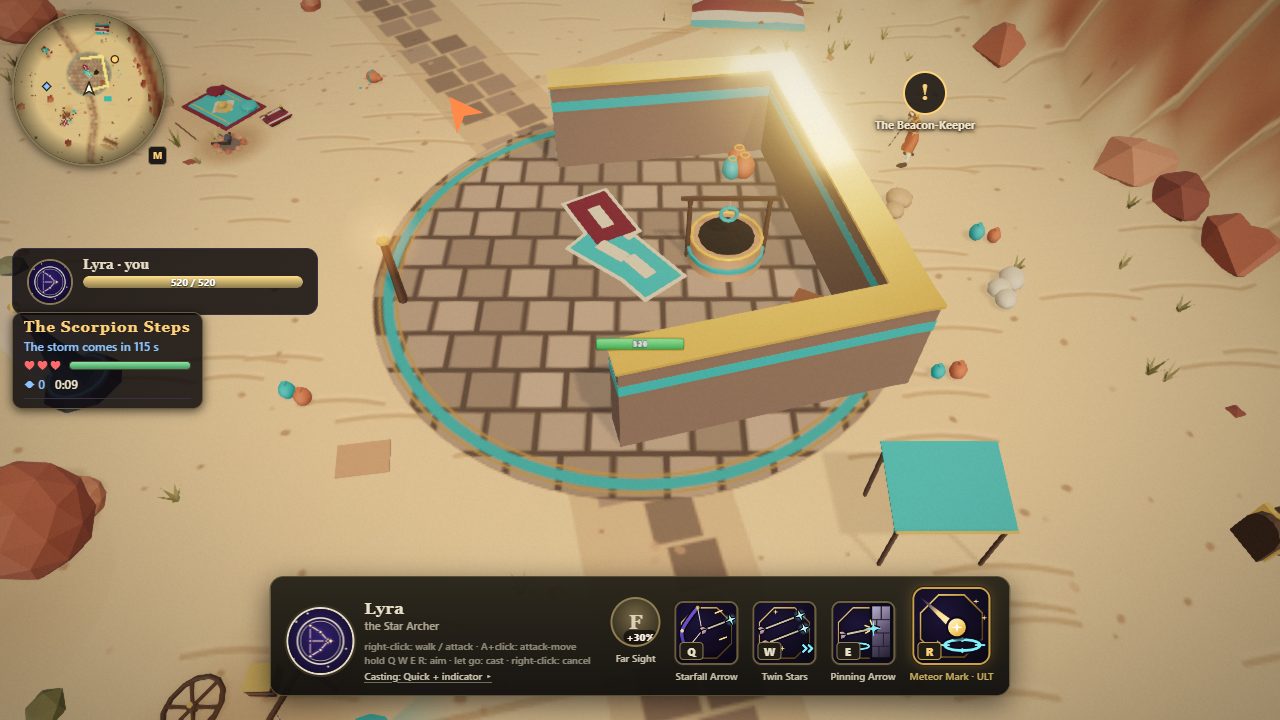 !
The Beacon-Keeper
M
Lyra · you
520 / 520
The Scorpion Steps
The storm comes in 115 s
0 0:09
520
Lyra
the Star Archer
right-click: walk / attack · A+click: attack-move
hold Q W E R: aim · let go: cast · right-click: cancel
Casting: Quick + indicator ▸
F
+30%
Far Sight
Q
Starfall Arrow
W
Twin Stars
E
Pinning Arrow
R
Meteor Mark · ULT